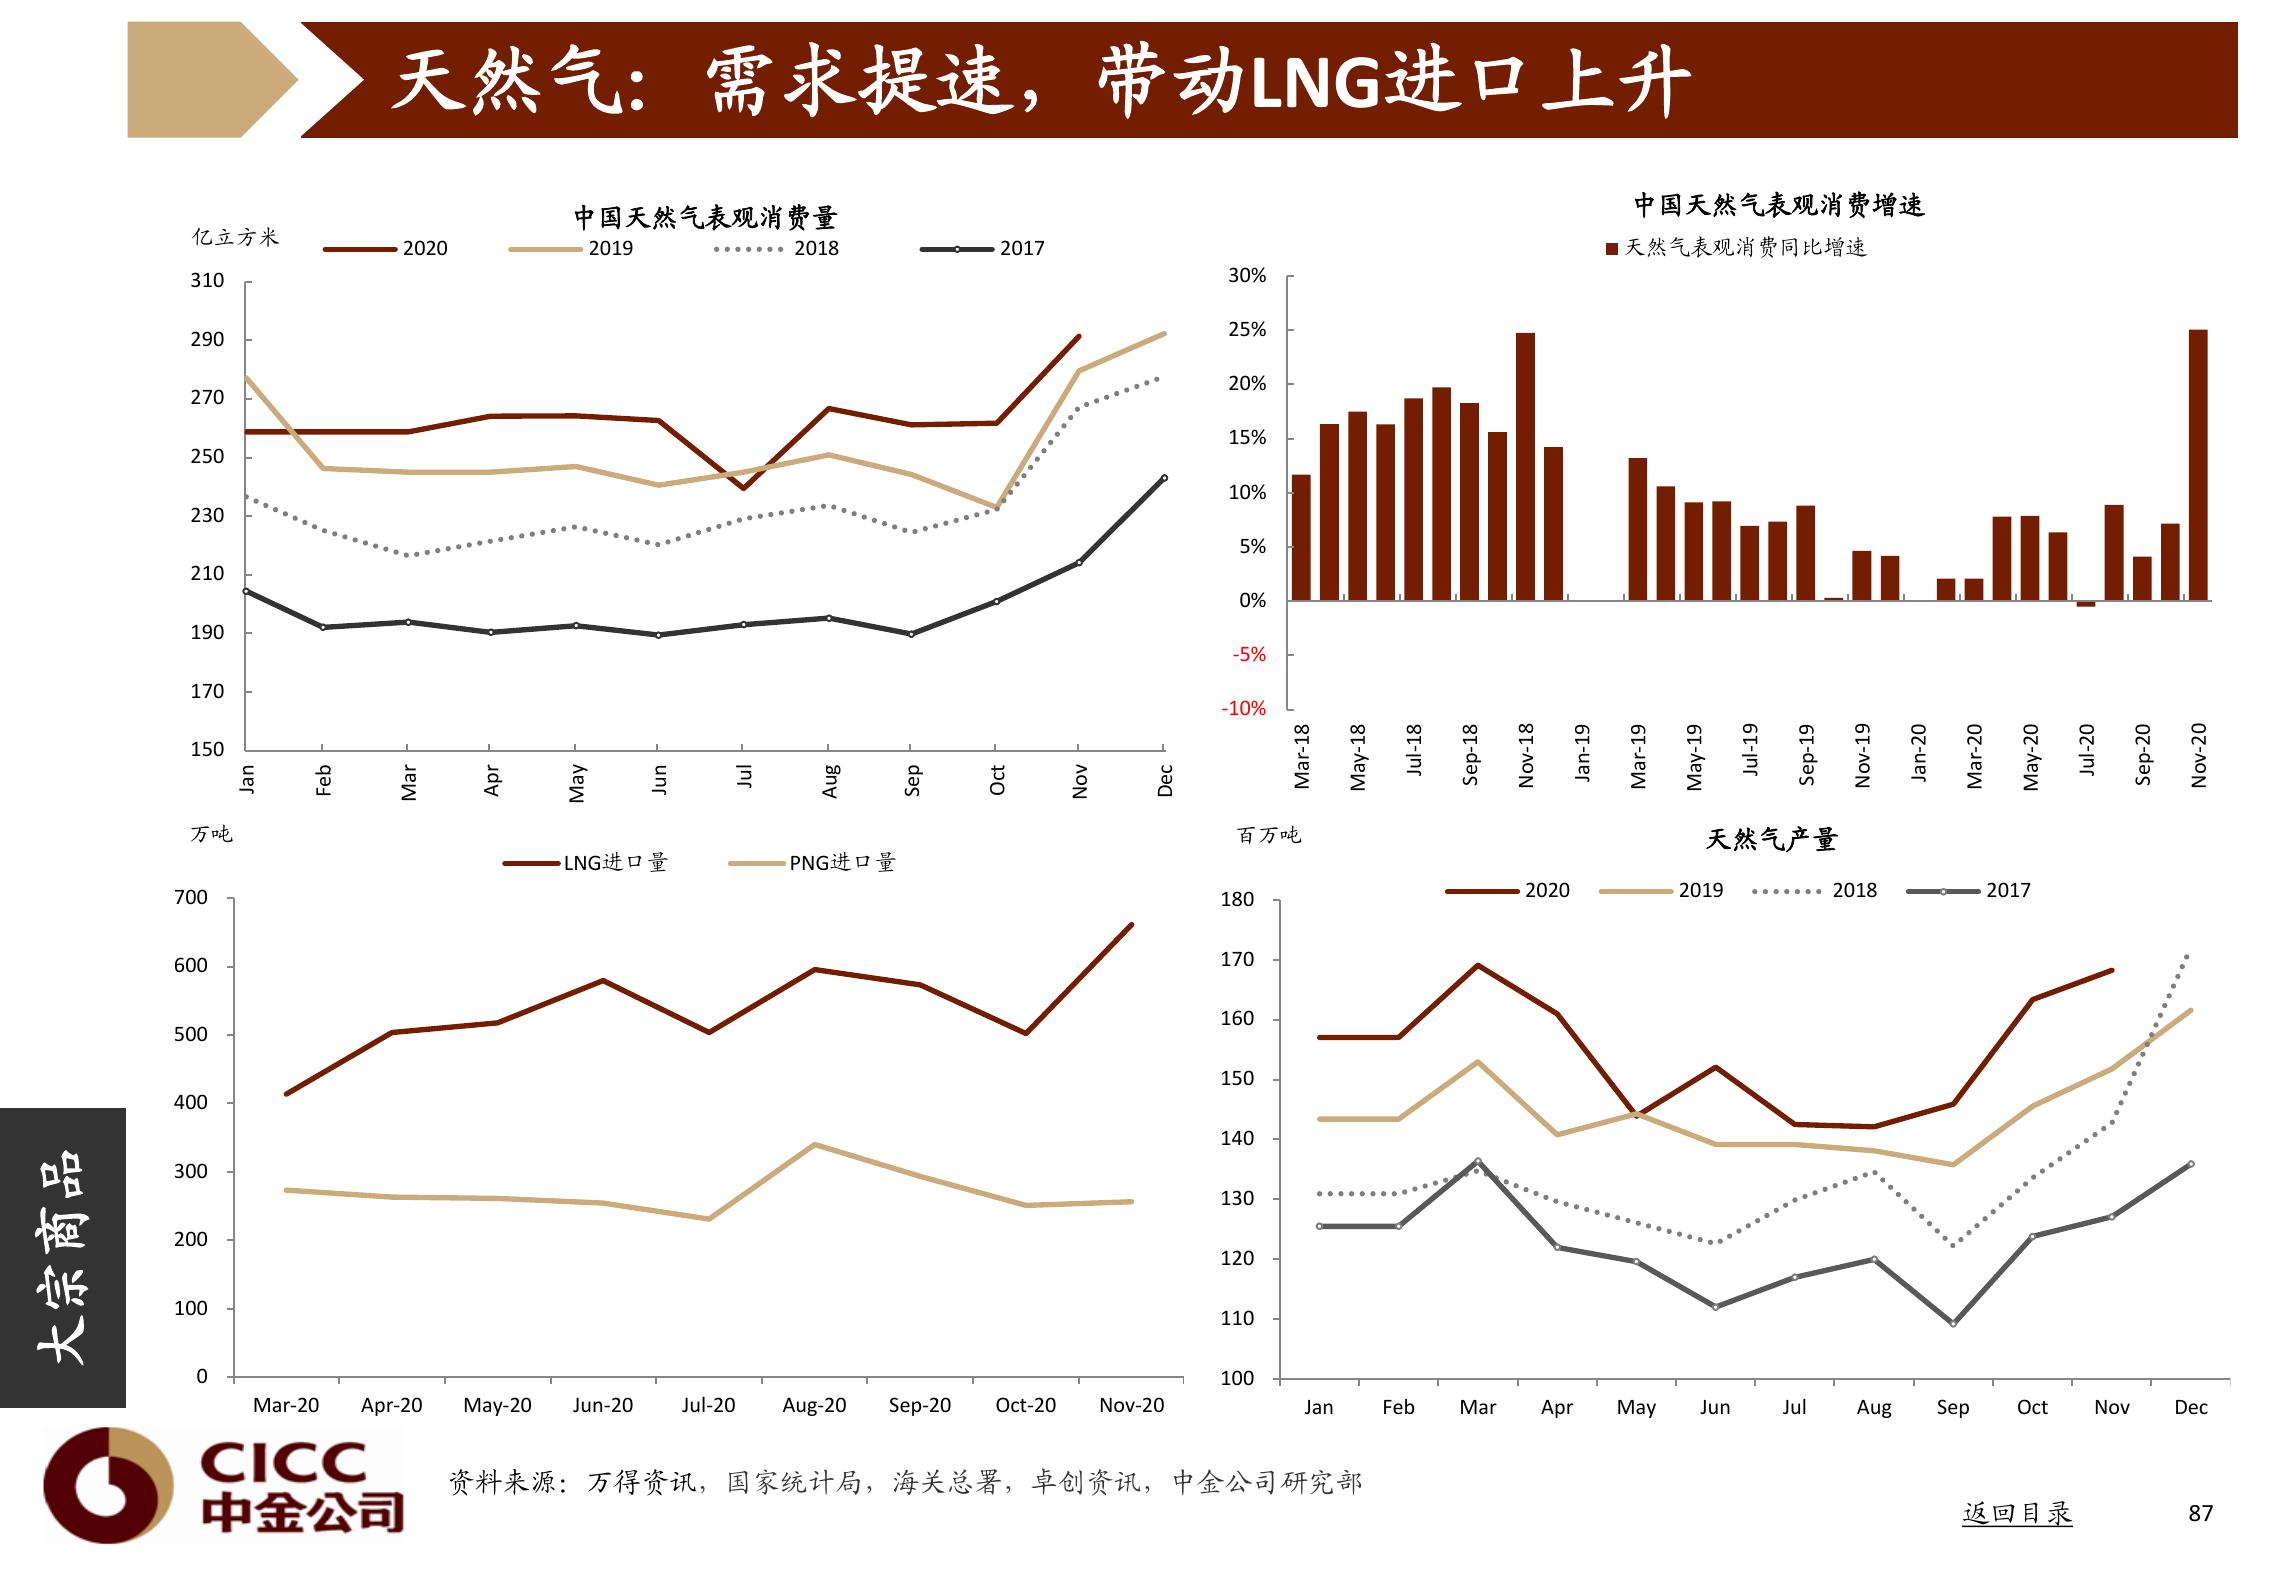 天然气：需求提速，带动LNG进口上升
中国天然气表观消费量
亿立方米
2020 2019 2018 2017
310
290
270
250
230
210
190
170
150
Jan Feb Mar Apr May Jun Jul Aug Sep Oct Nov Dec
中国天然气表观消费增速
天然气表观消费同比增速
30%
25%
20%
15%
10%
5%
0%
-5%
-10%
Mar-18 May-18 Jul-18 Sep-18 Nov-18 Jan-19 Mar-19 May-19 Jul-19 Sep-19 Nov-19 Jan-20 Mar-20 May-20 Jul-20 Sep-20 Nov-20
万吨
LNG进口量 PNG进口量
700
600
500
400
300
200
100
0
Mar-20 Apr-20 May-20 Jun-20 Jul-20 Aug-20 Sep-20 Oct-20 Nov-20
百万吨
天然气产量
2020 2019 2018 2017
180
170
160
150
140
130
120
110
100
Jan Feb Mar Apr May Jun Jul Aug Sep Oct Nov Dec
大宗商品
CICC
中金公司
资料来源：万得资讯，国家统计局，海关总署，卓创资讯，中金公司研究部
返回目录
87